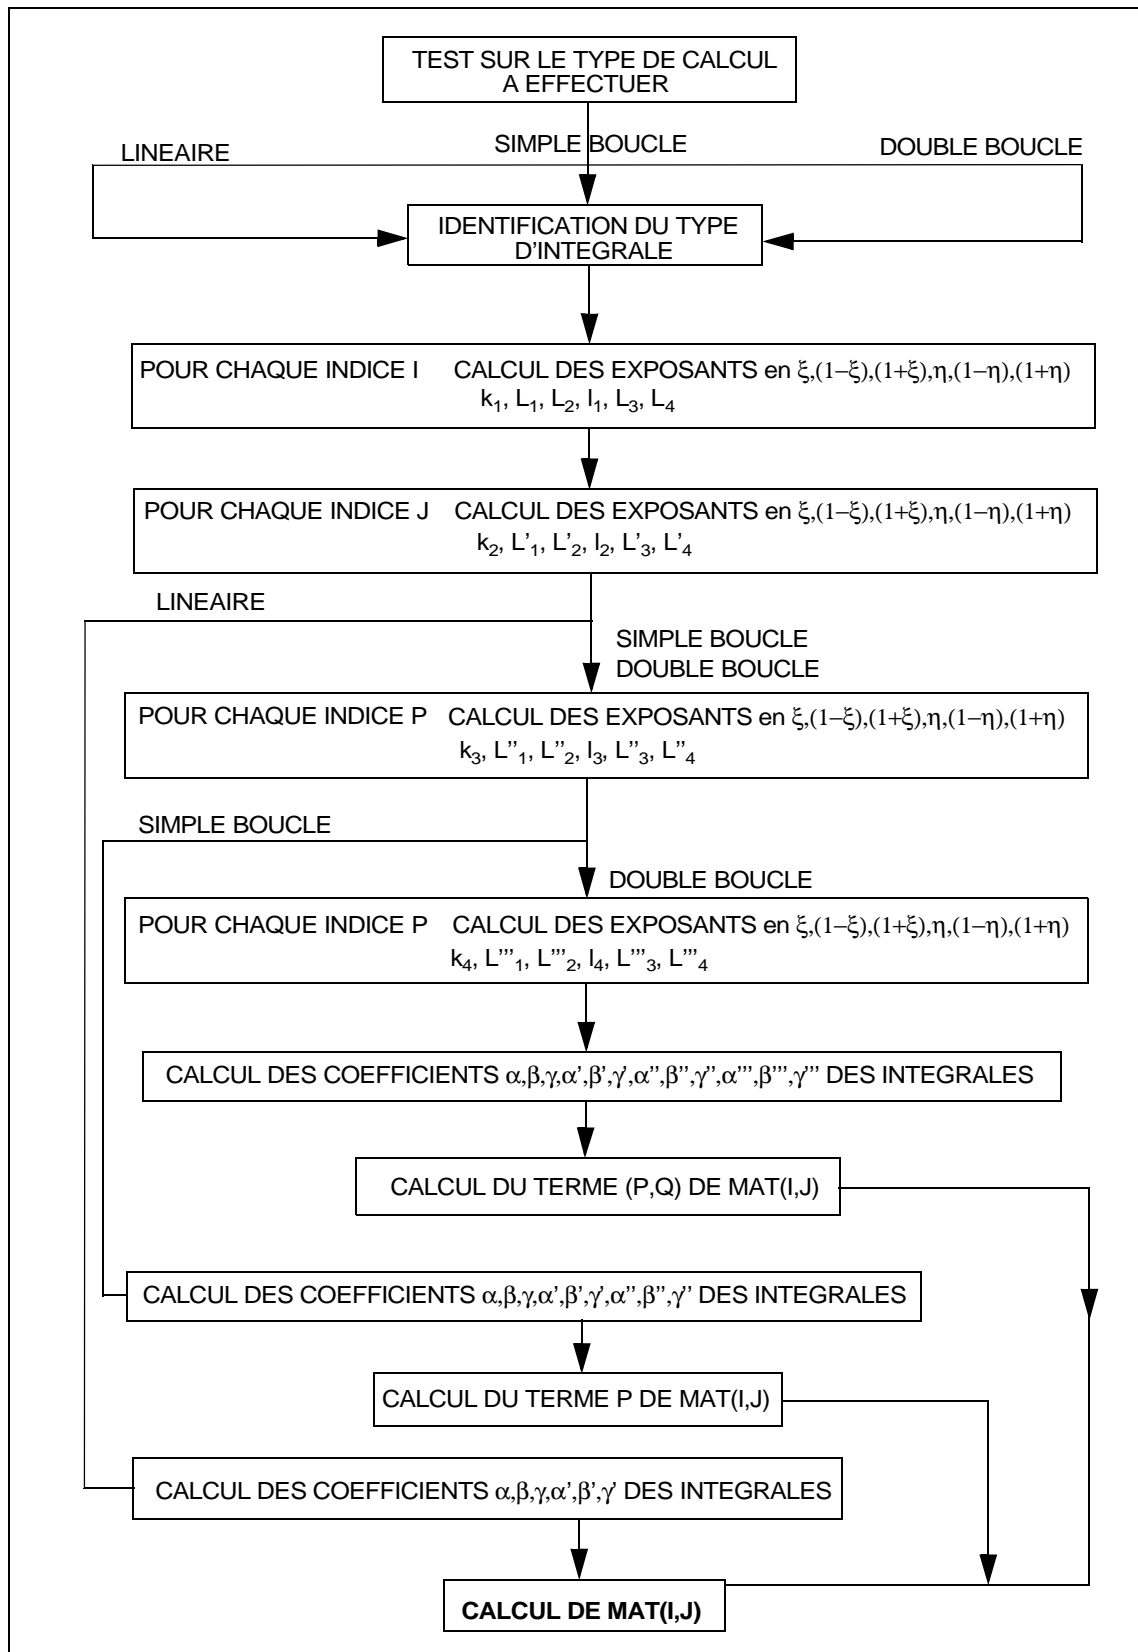 TEST SUR LE TYPE DE CALCUL
A EFFECTUER
LINEAIRE
SIMPLE BOUCLE
DOUBLE BOUCLE
IDENTIFICATION DU TYPE
D'INTEGRALE
POUR CHAQUE INDICE I CALCUL DES EXPOSANTS en ξ,(1−ξ),(1+ξ),η,(1−η),(1+η)
k₁, L₁, L₂, l₁, L₃, L₄
POUR CHAQUE INDICE J CALCUL DES EXPOSANTS en ξ,(1−ξ),(1+ξ),η,(1−η),(1+η)
k₂, L’₁, L’₂, l₂, L’₃, L’₄
LINEAIRE
SIMPLE BOUCLE
DOUBLE BOUCLE
POUR CHAQUE INDICE P CALCUL DES EXPOSANTS en ξ,(1−ξ),(1+ξ),η,(1−η),(1+η)
k₃, L’’₁, L’’₂, l₃, L’’₃, L’’₄
SIMPLE BOUCLE
DOUBLE BOUCLE
POUR CHAQUE INDICE P CALCUL DES EXPOSANTS en ξ,(1−ξ),(1+ξ),η,(1−η),(1+η)
k₄, L’’’₁, L’’’₂, l₄, L’’’₃, L’’’₄
CALCUL DES COEFFICIENTS α,β,γ,α’,β’,γ’,α’’,β’’,γ’’,α’’’,β’’’,γ’’’ DES INTEGRALES
CALCUL DU TERME (P,Q) DE MAT(I,J)
CALCUL DES COEFFICIENTS α,β,γ,α’,β’,γ’,α’’,β’’,γ’’ DES INTEGRALES
CALCUL DU TERME P DE MAT(I,J)
CALCUL DES COEFFICIENTS α,β,γ,α’,β’,γ’ DES INTEGRALES
CALCUL DE MAT(I,J)